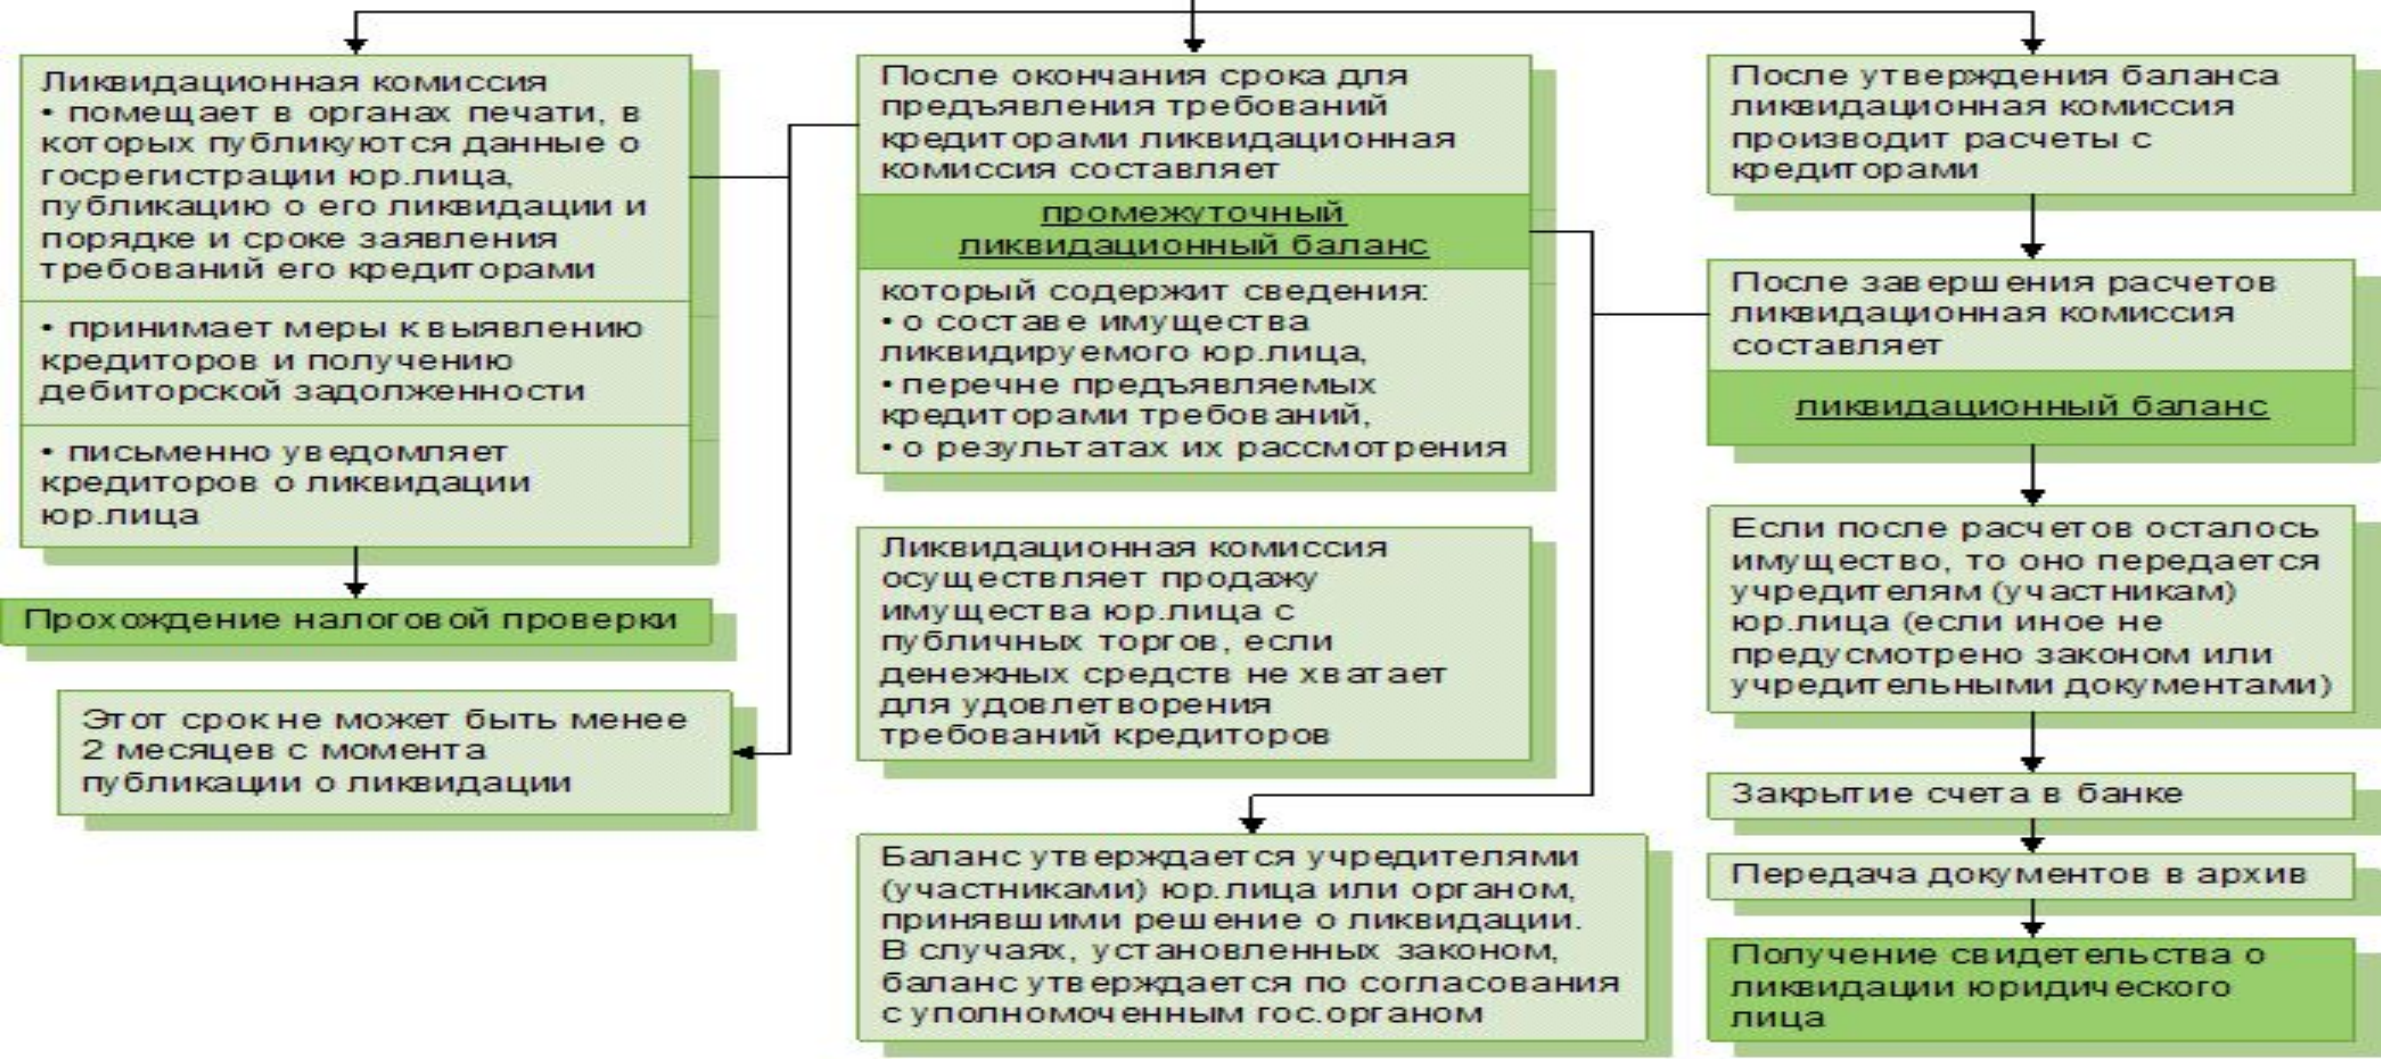 Ликвидационная комиссия
• помещает в органах печати, в
которых публикуются данные о
госрегистрации юр.лица,
публикацию о его ликвидации и
порядке и сроке заявления
требований его кредиторами
• принимает меры к выявлению
кредиторов и получению
дебиторской задолженности
• письменно уведомляет
кредиторов о ликвидации
юр.лица
Прохождение налоговой проверки
Этот срок не может быть менее
2 месяцев с момента
публикации о ликвидации
После окончания срока для
предъявления требований
кредиторами ликвидационная
комиссия составляет
промежуточный
ликвидационный баланс
который содержит сведения:
• о составе имущества
ликвидируемого юр.лица,
• перечне предъявляемых
кредиторами требований,
• о результатах их рассмотрения
Ликвидационная комиссия
осуществляет продажу
имущества юр.лица с
публичных торгов, если
денежных средств не хватает
для удовлетворения
требований кредиторов
Баланс утверждается учредителями
(участниками) юр.лица или органом,
принявшими решение о ликвидации.
В случаях, установленных законом,
баланс утверждается по согласования
с уполномоченным гос.органом
После утверждения баланса
ликвидационная комиссия
производит расчеты с
кредиторами
После завершения расчетов
ликвидационная комиссия
составляет
ликвидационный баланс
Если после расчетов осталось
имущество, то оно передается
учредителям (участникам)
юр.лица (если иное не
предусмотрено законом или
учредительными документами)
Закрытие счета в банке
Передача документов в архив
Получение свидетельства о
ликвидации юридического
лица